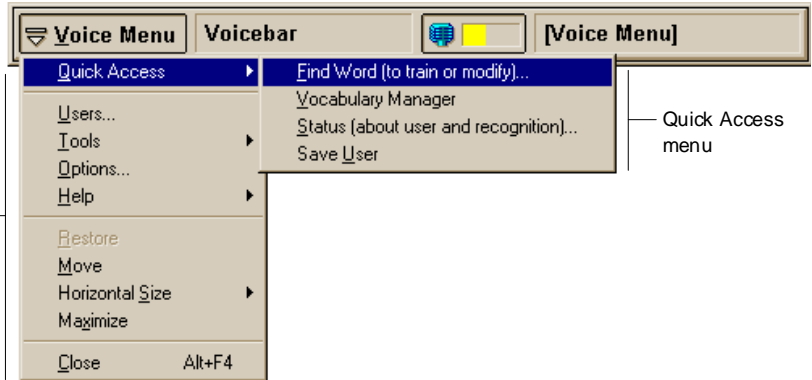 Voice Menu Voicebar [Voice Menu]
Quick Access
Users...
Tools
Options...
Help
Restore
Move
Horizontal Size
Maximize
Close Alt+F4
Find Word (to train or modify)...
Vocabulary Manager
Status (about user and recognition)...
Save User
Quick Access
menu